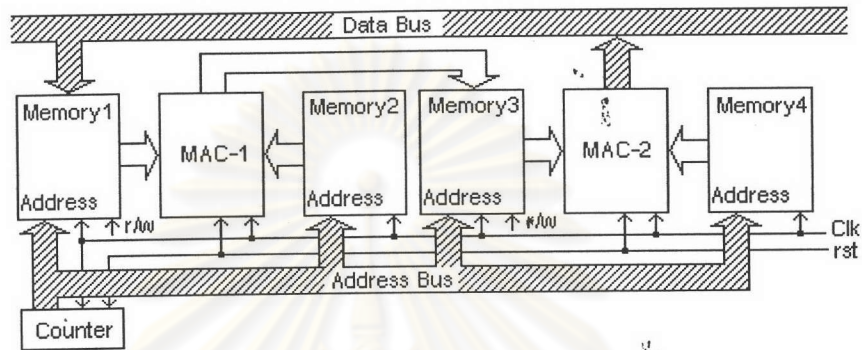 Data Bus
Memory1
MAC-1
Memory2
Memory3
MAC-2
Memory4
Address
Address
Address
Address
r/w
r/w
Clk
rst
Address Bus
Counter